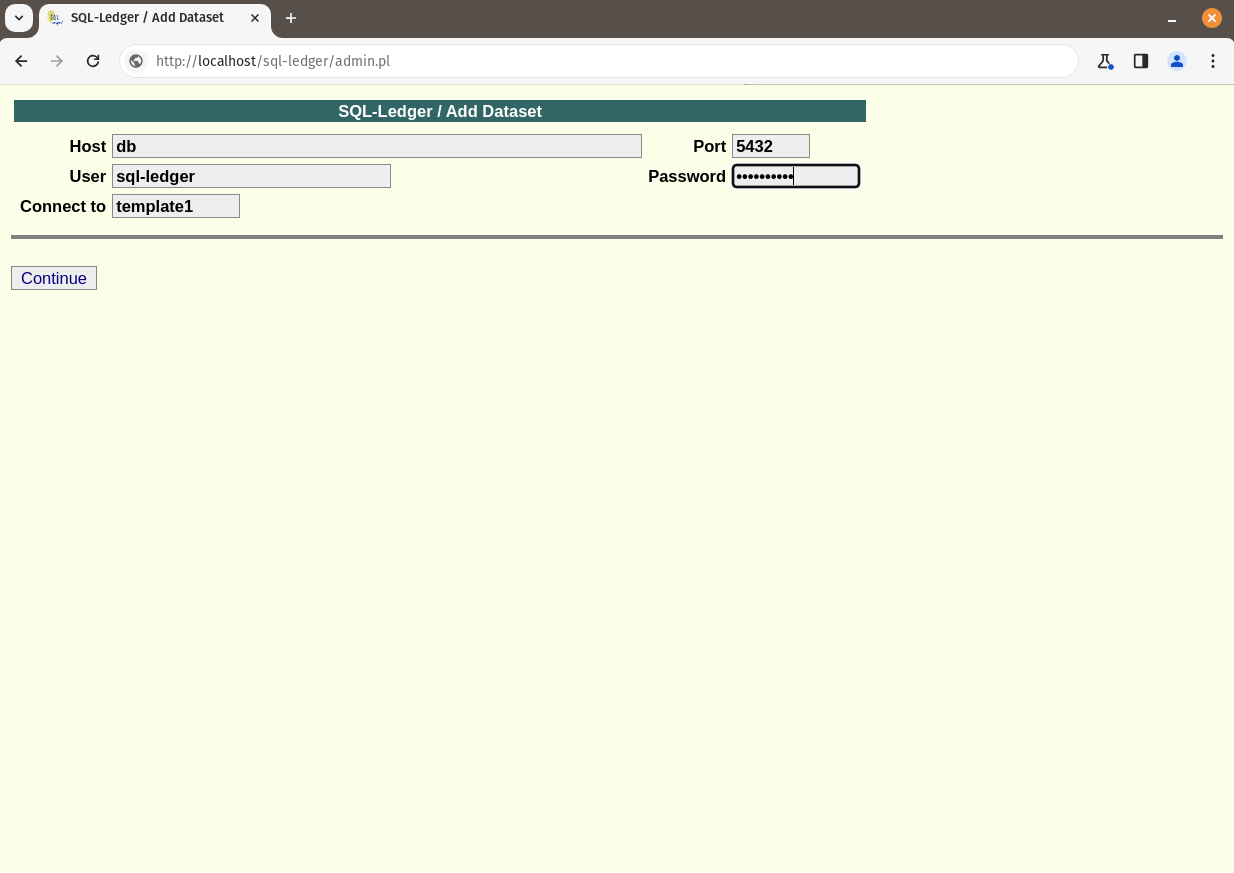 SQL-Ledger / Add Dataset
http://localhost/sql-ledger/admin.pl
SQL-Ledger / Add Dataset
Host db Port 5432
User sql-ledger Password ••••••••••
Connect to template1
Continue